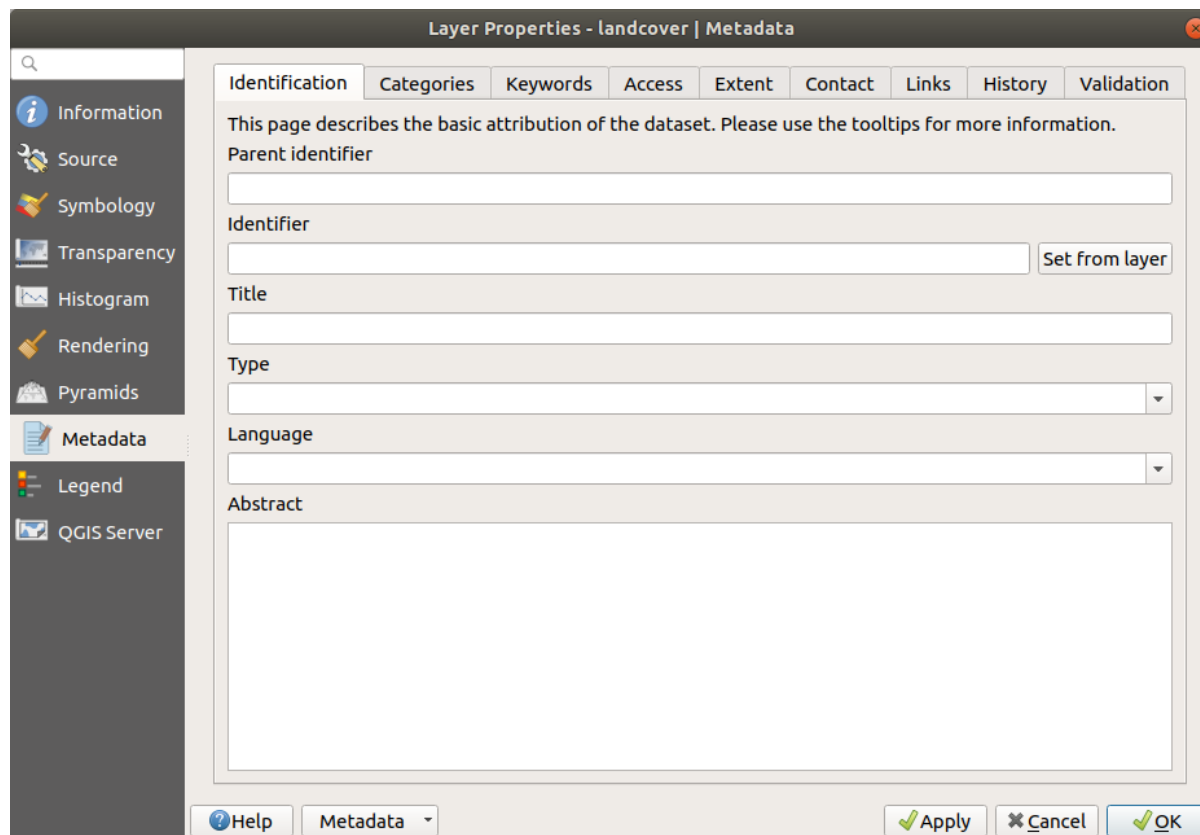 Layer Properties - landcover | Metadata
Information
Source
Symbology
Transparency
Histogram
Rendering
Pyramids
Metadata
Legend
QGIS Server
Identification Categories Keywords Access Extent Contact Links History Validation
This page describes the basic attribution of the dataset. Please use the tooltips for more information.
Parent identifier
Identifier
Set from layer
Title
Type
Language
Abstract
Help Metadata Apply Cancel OK